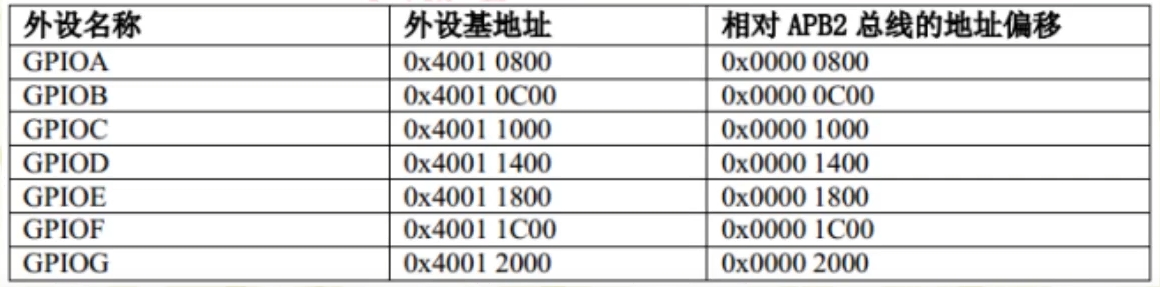 外设名称 外设基地址 相对 APB2 总线的地址偏移
GPIOA 0x4001 0800 0x0000 0800
GPIOB 0x4001 0C00 0x0000 0C00
GPIOC 0x4001 1000 0x0000 1000
GPIOD 0x4001 1400 0x0000 1400
GPIOE 0x4001 1800 0x0000 1800
GPIOF 0x4001 1C00 0x0000 1C00
GPIOG 0x4001 2000 0x0000 2000